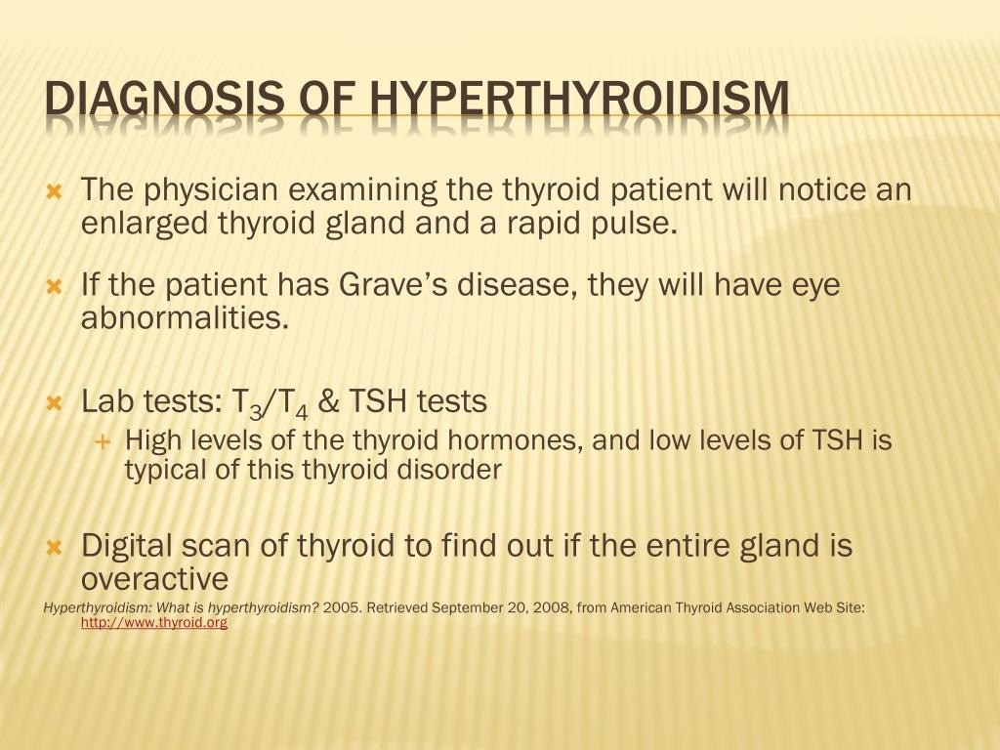 DIAGNOSIS OF HYPERTHYROIDISM
The physician examining the thyroid patient will notice an
enlarged thyroid gland and a rapid pulse.
If the patient has Grave’s disease, they will have eye
abnormalities.
Lab tests: T₃/T₄ & TSH tests
High levels of the thyroid hormones, and low levels of TSH is
typical of this thyroid disorder
Digital scan of thyroid to find out if the entire gland is
overactive
Hyperthyroidism: What is hyperthyroidism? 2005. Retrieved September 20, 2008, from American Thyroid Association Web Site:
http://www.thyroid.org